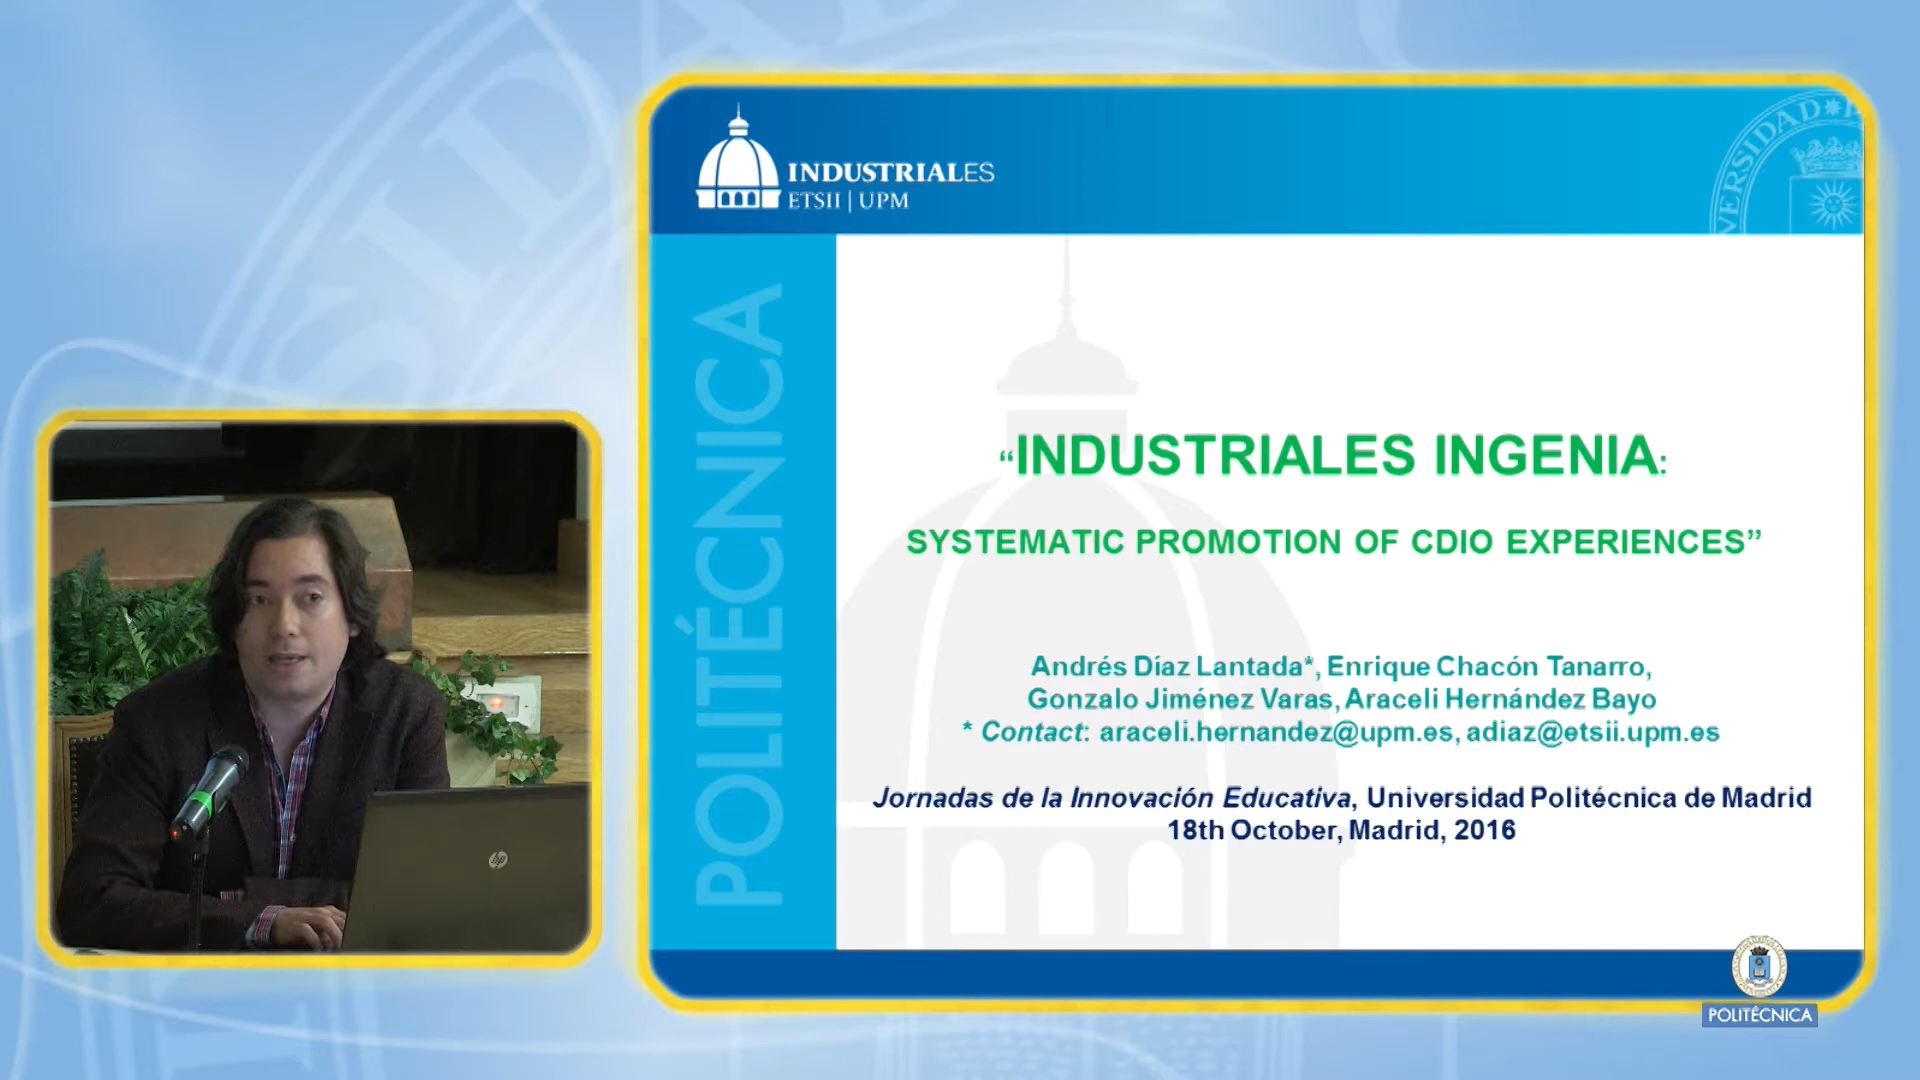 INDUSTRIALES
ETSII | UPM
POLITÉCNICA
“INDUSTRIALES INGENIA:
SYSTEMATIC PROMOTION OF CDIO EXPERIENCES”
Andrés Díaz Lantada*, Enrique Chacón Tanarro,
Gonzalo Jiménez Varas, Araceli Hernández Bayo
* Contact: araceli.hernandez@upm.es, adiaz@etsii.upm.es
Jornadas de la Innovación Educativa, Universidad Politécnica de Madrid
18th October, Madrid, 2016
hp
POLITÉCNICA